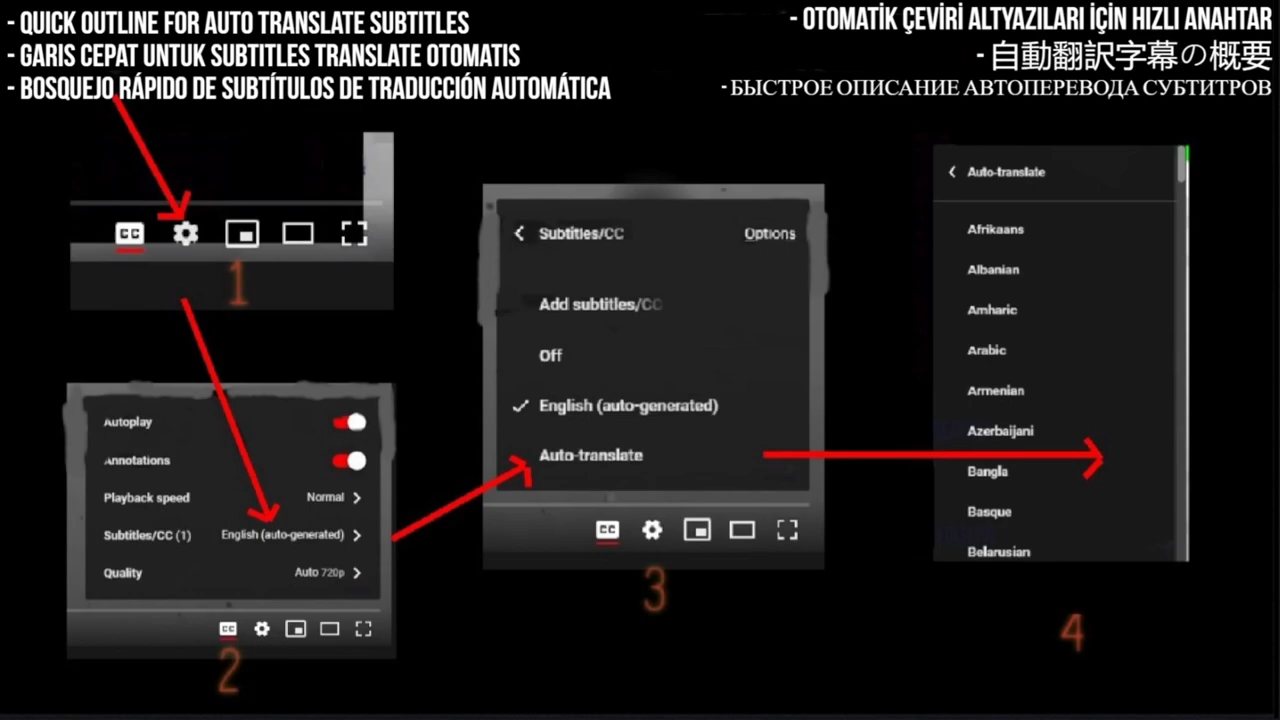 - QUICK OUTLINE FOR AUTO TRANSLATE SUBTITLES
- GARIS CEPAT UNTUK SUBTITLES TRANSLATE OTOMATIS
- BOSQUEJO RÁPIDO DE SUBTÍTULOS DE TRADUCCIÓN AUTOMÁTICA
- OTOMATİK ÇEVİRİ ALTYAZILARI İÇİN HIZLI ANAHTAR
- 自動翻訳字幕の概要
- БЫСТРОЕ ОПИСАНИЕ АВТОПЕРЕВОДА СУБТИТРОВ
CC
1
Autoplay
Annotations
Playback speed Normal
Subtitles/CC (1) English (auto-generated)
Quality Auto 720p
CC
2
Subtitles/CC Options
Add subtitles/CC
Off
English (auto-generated)
Auto-translate
CC
3
Auto-translate
Afrikaans
Albanian
Amharic
Arabic
Armenian
Azerbaijani
Bangla
Basque
Belarusian
4